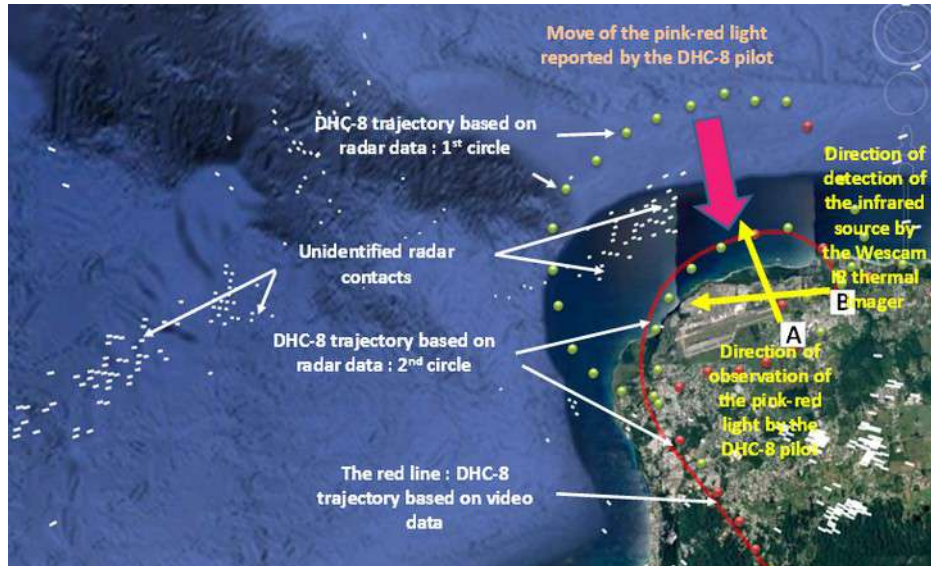 Move of the pink-red light
reported by the DHC-8 pilot
DHC-8 trajectory based on
radar data : 1st circle
Direction of
detection of
the infrared
source by
the Wescam
IR thermal
imager
Unidentified radar
contacts
B
A
DHC-8 trajectory based on
radar data : 2nd circle
Direction of
observation of
the pink-red
light by the
DHC-8 pilot
The red line : DHC-8
trajectory based on video
data